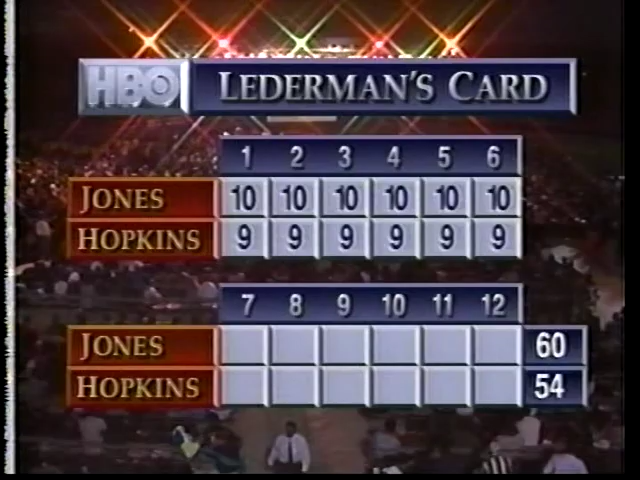 HBO LEDERMAN'S CARD
1 2 3 4 5 6
JONES 10 10 10 10 10 10
HOPKINS 9 9 9 9 9 9
7 8 9 10 11 12
JONES 60
HOPKINS 54